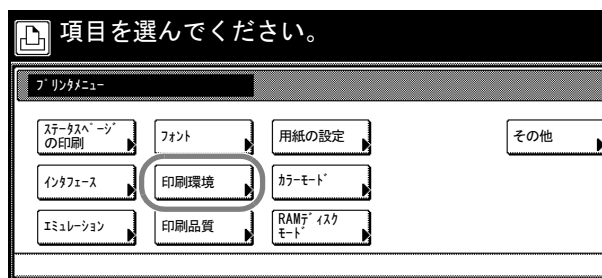 項目を選んでください。
プリンタメニュー
ステータスページ
の印刷
フォント
用紙の設定
その他
インタフェース
印刷環境
カラーモード
エミュレーション
印刷品質
RAMディスク
モード